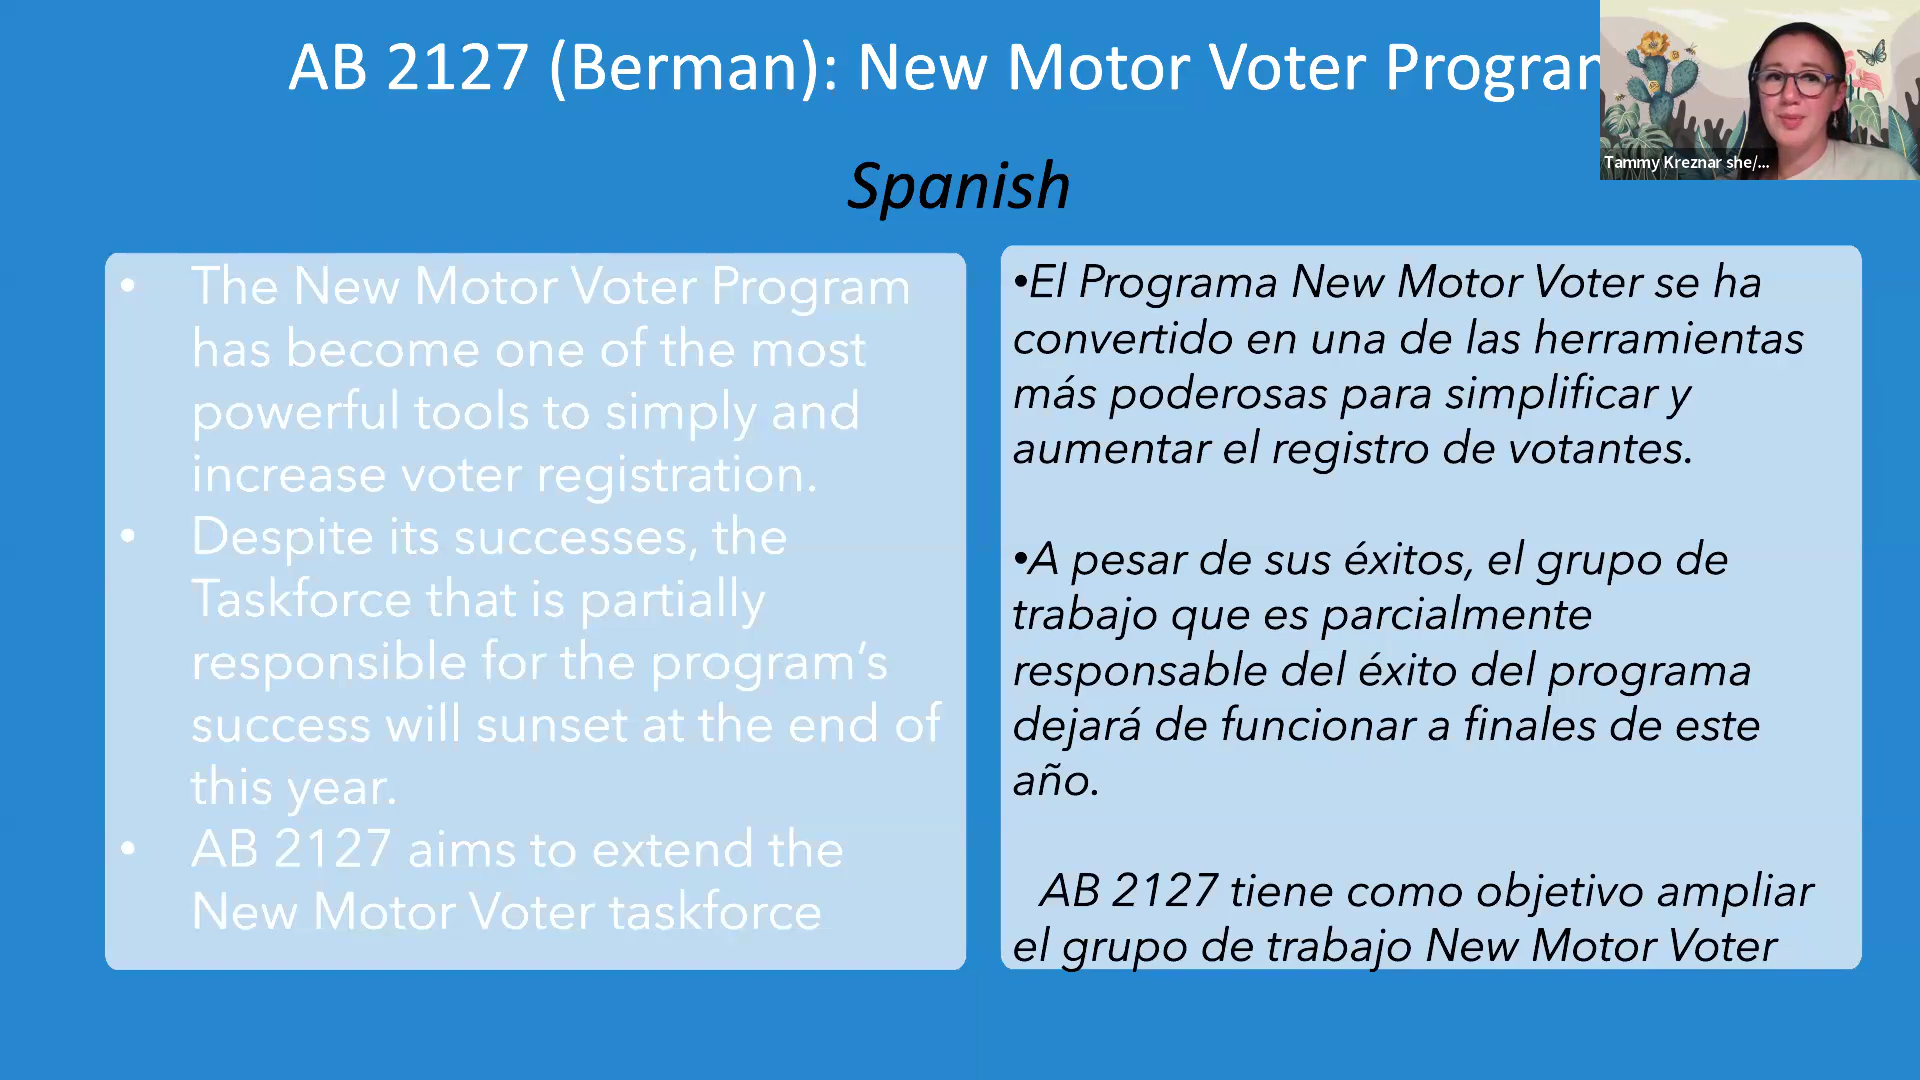 AB 2127 (Berman): New Motor Voter Program
Tammy Kreznar she/...
Spanish
• The New Motor Voter Program
has become one of the most
powerful tools to simply and
increase voter registration.
• Despite its successes, the
Taskforce that is partially
responsible for the program’s
success will sunset at the end of
this year.
• AB 2127 aims to extend the
New Motor Voter taskforce
•El Programa New Motor Voter se ha
convertido en una de las herramientas
más poderosas para simplificar y
aumentar el registro de votantes.
•A pesar de sus éxitos, el grupo de
trabajo que es parcialmente
responsable del éxito del programa
dejará de funcionar a finales de este
año.
AB 2127 tiene como objetivo ampliar
el grupo de trabajo New Motor Voter